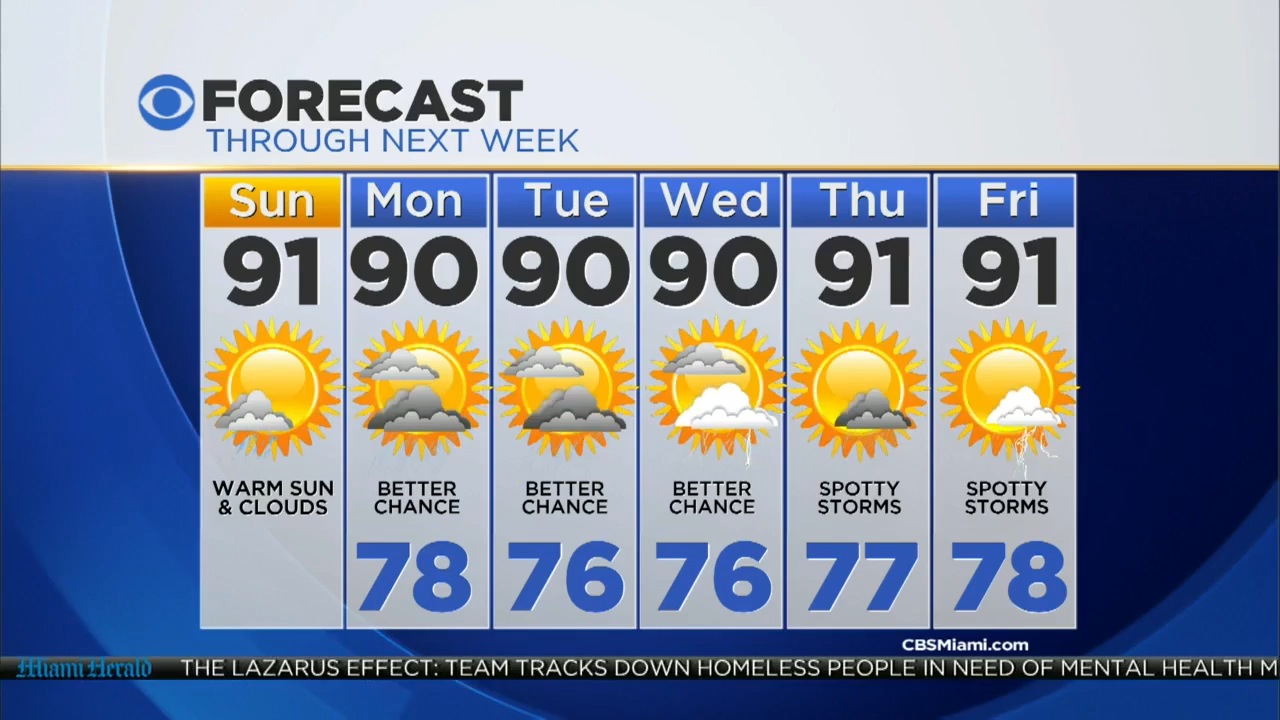 FORECAST
THROUGH NEXT WEEK
Sun Mon Tue Wed Thu Fri
91 90 90 90 91 91
WARM SUN BETTER BETTER BETTER SPOTTY SPOTTY
& CLOUDS CHANCE CHANCE CHANCE STORMS STORMS
78 76 76 77 78
CBSMiami.com
Miami Herald THE LAZARUS EFFECT: TEAM TRACKS DOWN HOMELESS PEOPLE IN NEED OF MENTAL HEALTH M